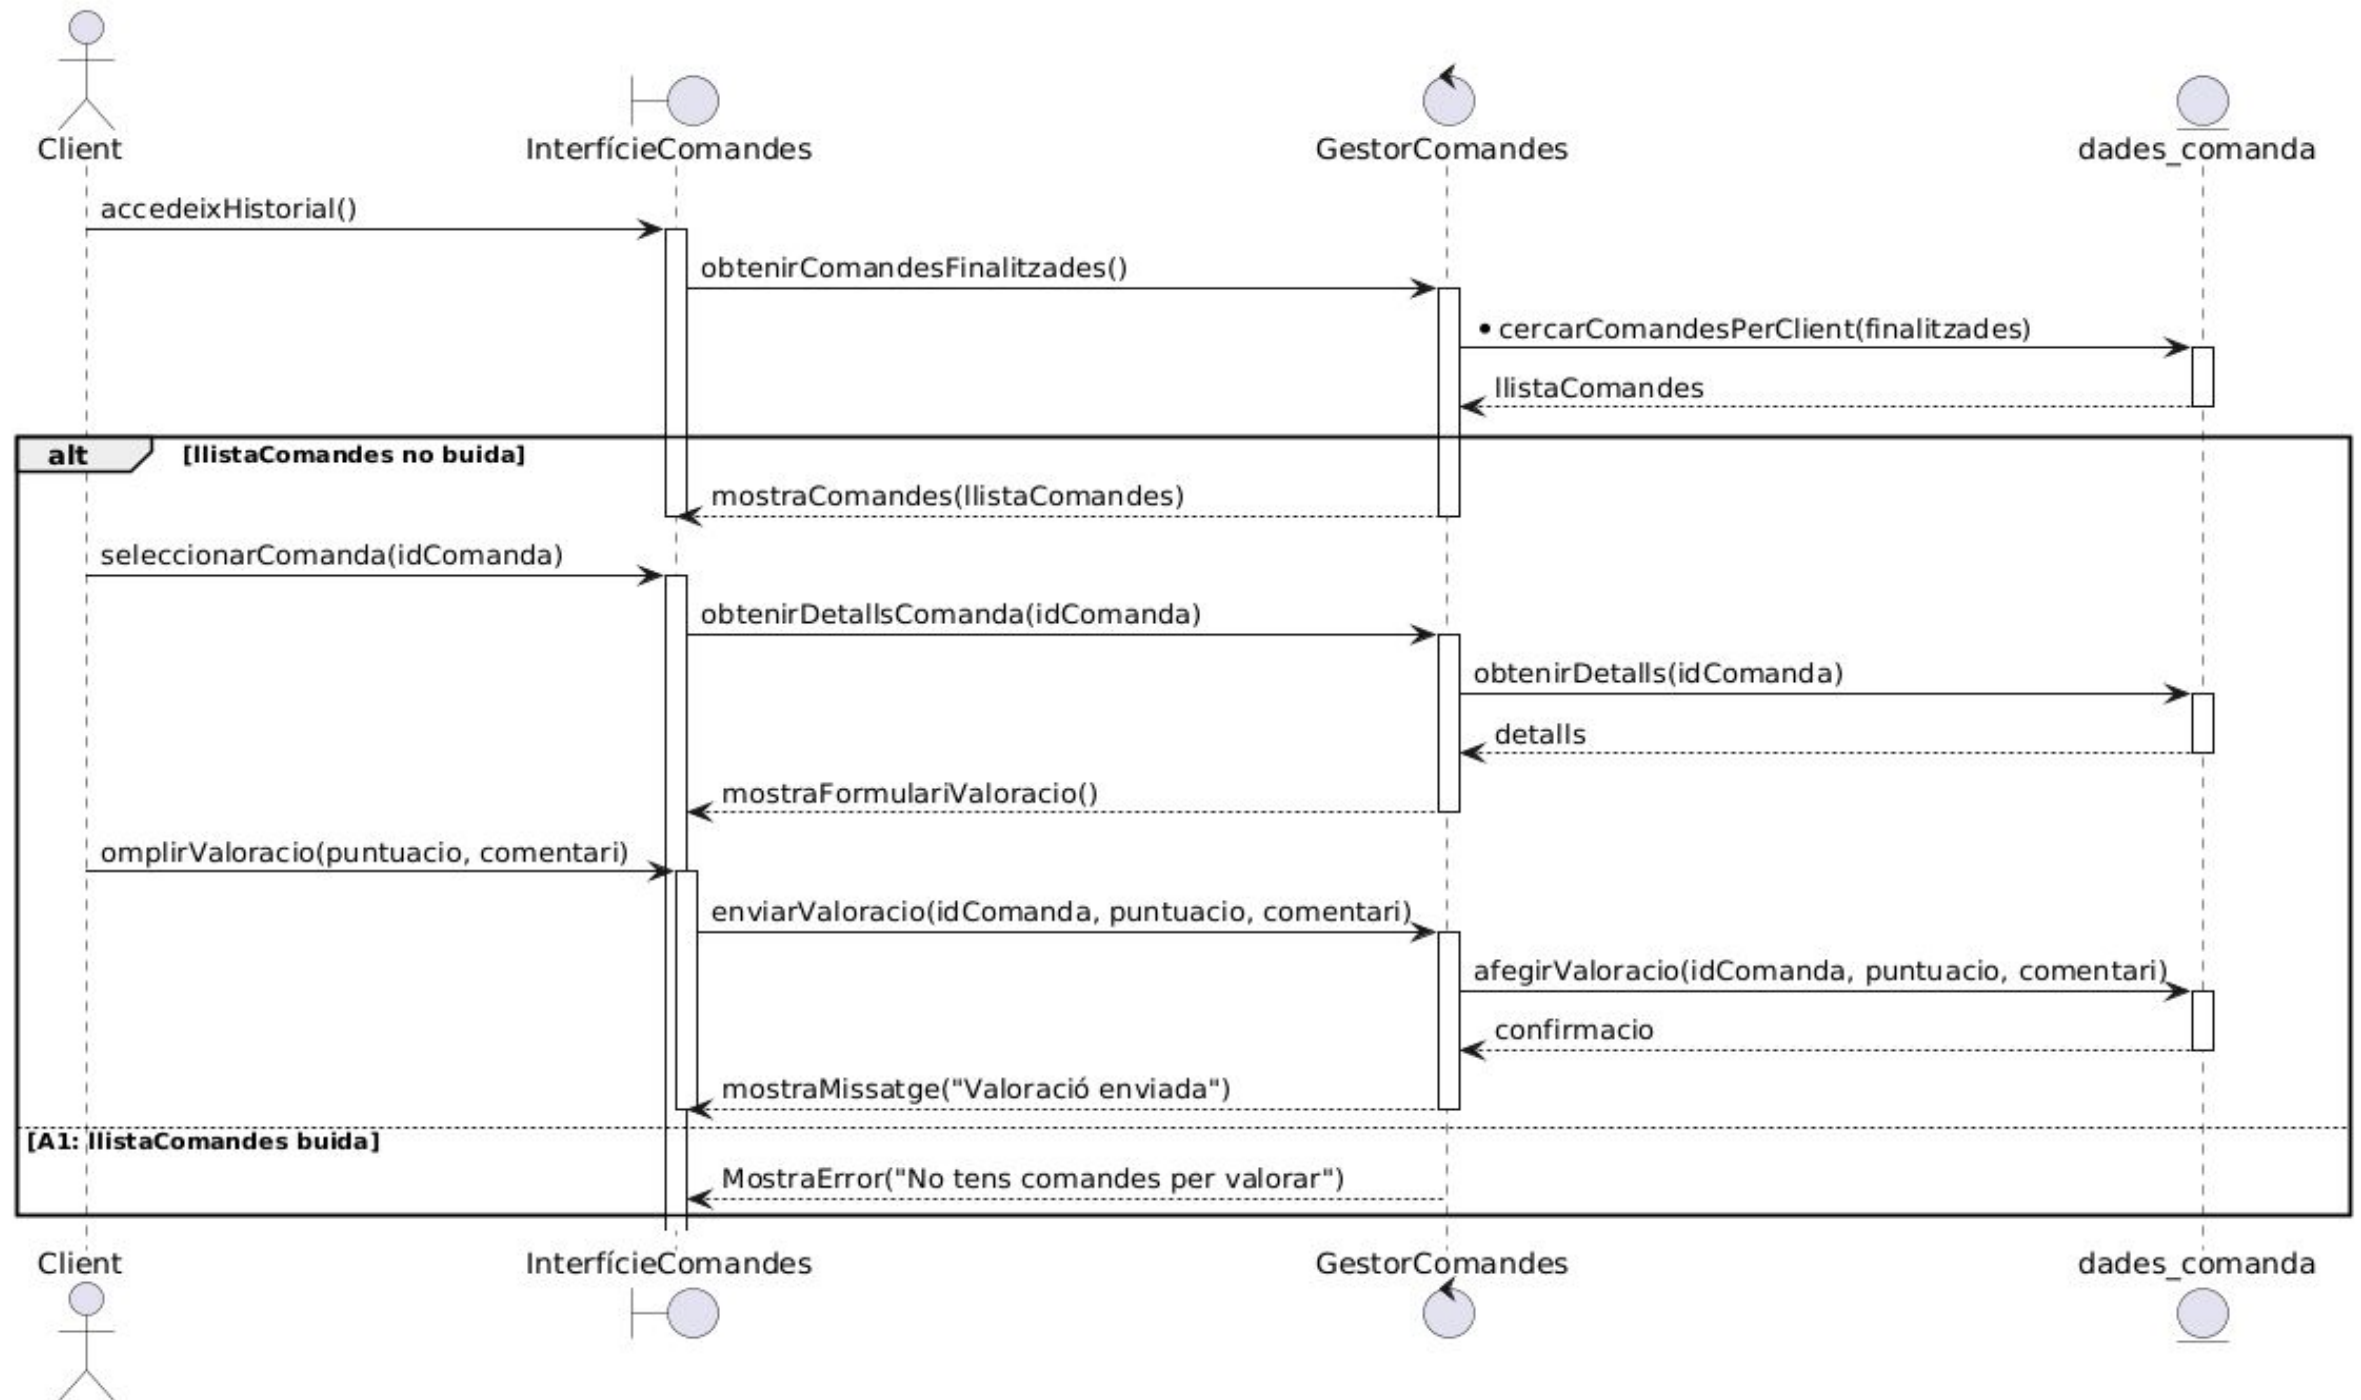 Client
InterfícieComandes
GestorComandes
dades_comanda
accedeixHistorial()
obtenirComandesFinalitzades()
• cercarComandesPerClient(finalitzades)
llistaComandes
alt
[llistaComandes no buida]
mostraComandes(llistaComandes)
seleccionarComanda(idComanda)
obtenirDetallsComanda(idComanda)
obtenirDetalls(idComanda)
detalls
mostraFormulariValoracio()
omplirValoracio(puntuacio, comentari)
enviarValoracio(idComanda, puntuacio, comentari)
afegirValoracio(idComanda, puntuacio, comentari)
confirmacio
mostraMissatge("Valoració enviada")
[A1: llistaComandes buida]
MostraError("No tens comandes per valorar")
Client
InterfícieComandes
GestorComandes
dades_comanda